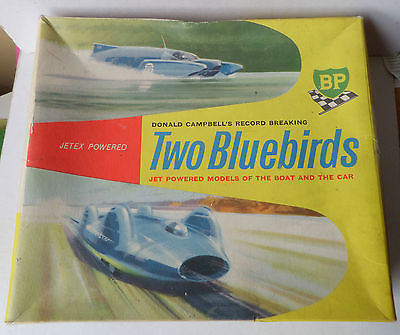 BP
DONALD CAMPBELL'S RECORD BREAKING
JETEX POWERED
Two Bluebirds
JET POWERED MODELS OF THE BOAT AND THE CAR